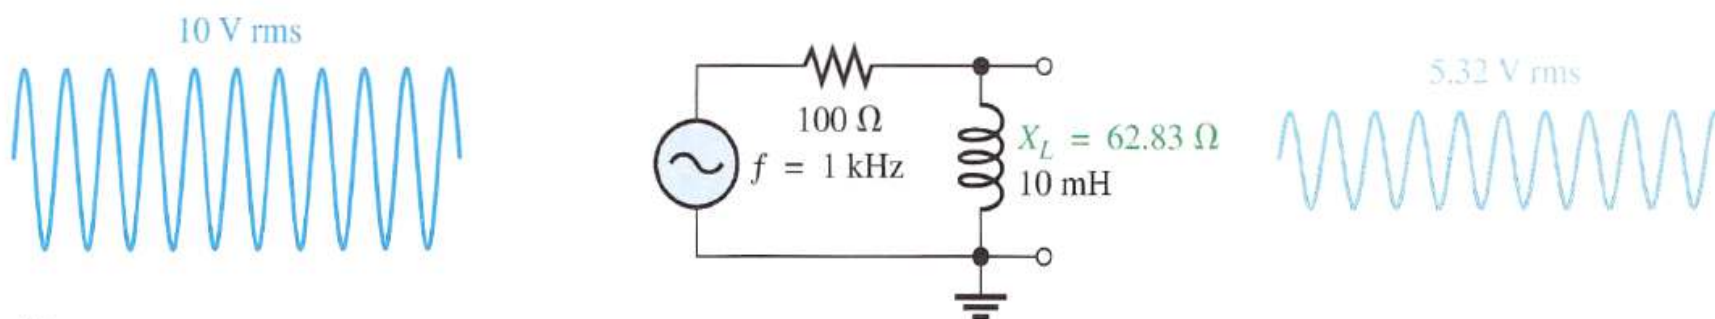 10 V rms
100 Ω
f = 1 kHz
X_L = 62.83 Ω
10 mH
5.32 V rms